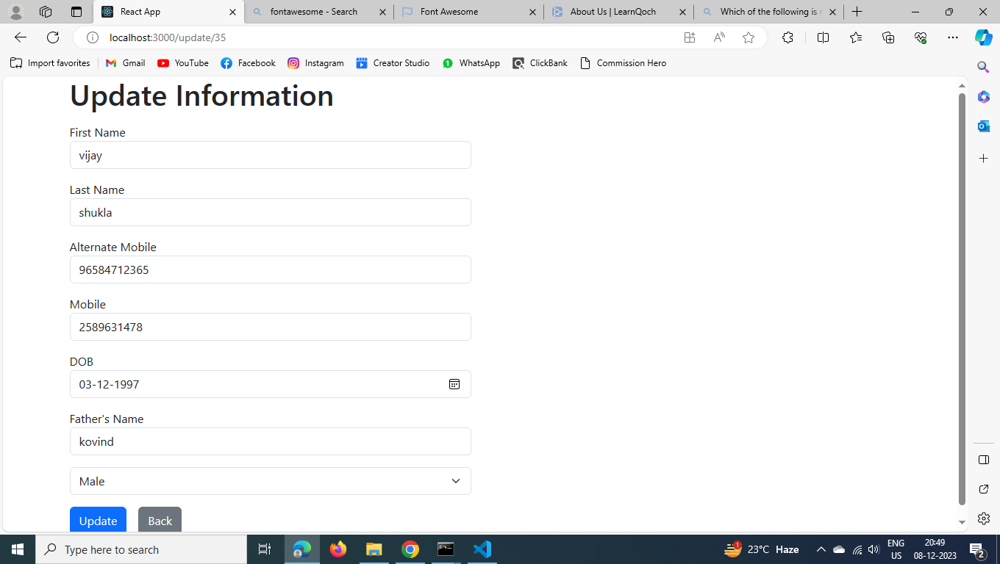 React App
fontawesome - Search
Font Awesome
About Us | LearnQoch
Which of the following is
localhost:3000/update/35
Import favorites
Gmail
YouTube
Facebook
Instagram
Creator Studio
1
WhatsApp
ClickBank
Commission Hero
Update Information
First Name
vijay
Last Name
shukla
Alternate Mobile
96584712365
Mobile
2589631478
DOB
03-12-1997
Father's Name
kovind
Male
Update
Back
Type here to search
1
23°C Haze
ENG
US
20:49
08-12-2023
2